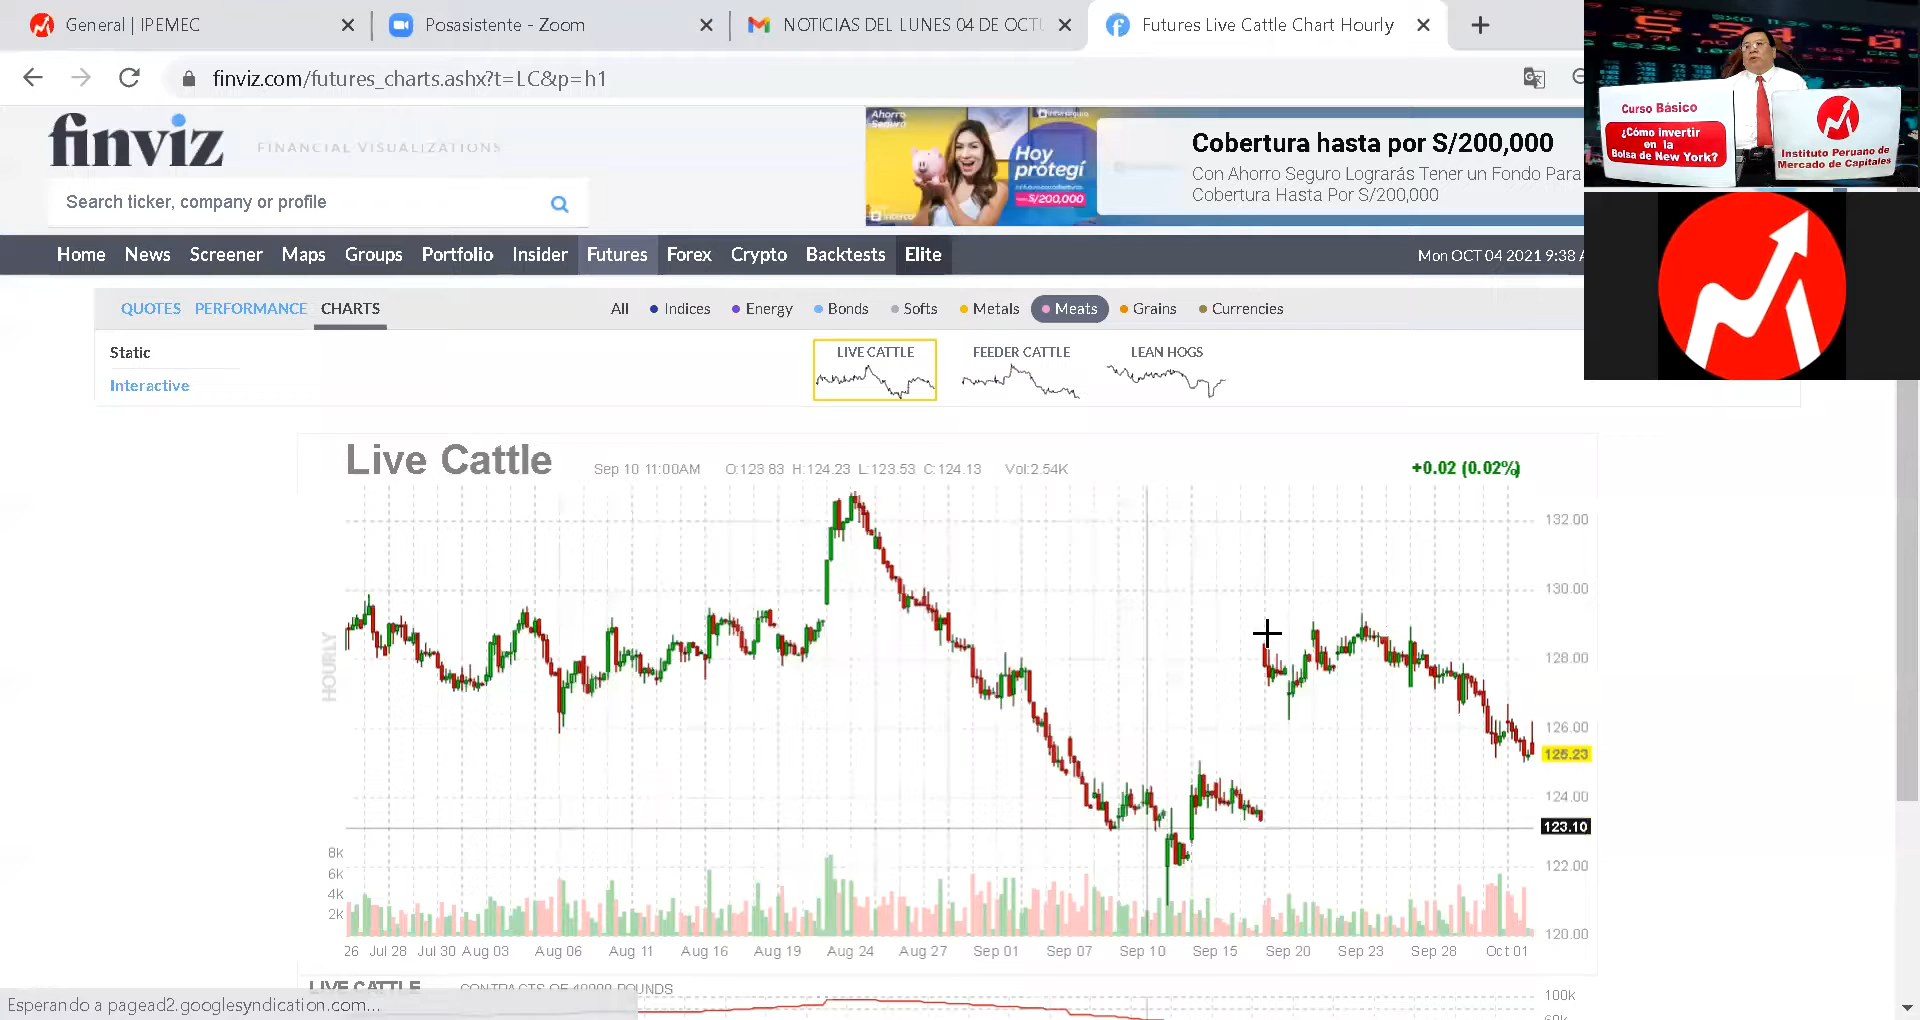 General | IPEMEC
Posasistente - Zoom
NOTICIAS DEL LUNES 04 DE OCTU
Futures Live Cattle Chart Hourly
finviz.com/futures_charts.ashx?t=LC&p=h1
finviz
FINANCIAL VISUALIZATIONS
Search ticker, company or profile
Ahorro
Seguro
interseguro
Hoy
protegí
S/200,000
Cobertura hasta por S/200,000
Con Ahorro Seguro Lograrás Tener un Fondo Para
Cobertura Hasta Por S/200,000
Curso Básico
¿Cómo Invertir
en la
Bolsa de New York?
Instituto Peruano de
Mercado de Capitales
Home News Screener Maps Groups Portfolio Insider Futures Forex Crypto Backtests Elite
Mon OCT 04 2021 9:38 A
QUOTES PERFORMANCE CHARTS
All Indices Energy Bonds Softs Metals Meats Grains Currencies
Static
Interactive
LIVE CATTLE FEEDER CATTLE LEAN HOGS
Live Cattle
Sep 10 11:00AM O:123.83 H:124.23 L:123.53 C:124.13 Vol:2.54K
+0.02 (0.02%)
HOURLY
132.00
130.00
128.00
126.00
125.23
124.00
123.10
122.00
120.00
8k
6k
4k
2k
26 Jul 28 Jul 30 Aug 03 Aug 06 Aug 11 Aug 16 Aug 19 Aug 24 Aug 27 Sep 01 Sep 07 Sep 10 Sep 15 Sep 20 Sep 23 Sep 28 Oct 01
LIVE CATTLE CONTRACTS OF 40000 POUNDS
100k
Esperando a pagead2.googlesyndication.com...